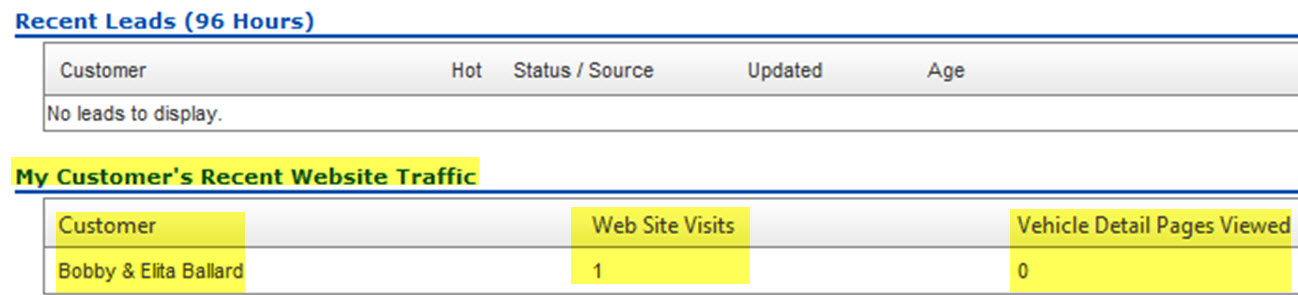 Recent Leads (96 Hours)
Customer Hot Status / Source Updated Age
No leads to display.
My Customer's Recent Website Traffic
Customer Web Site Visits Vehicle Detail Pages Viewed
Bobby & Elita Ballard 1 0